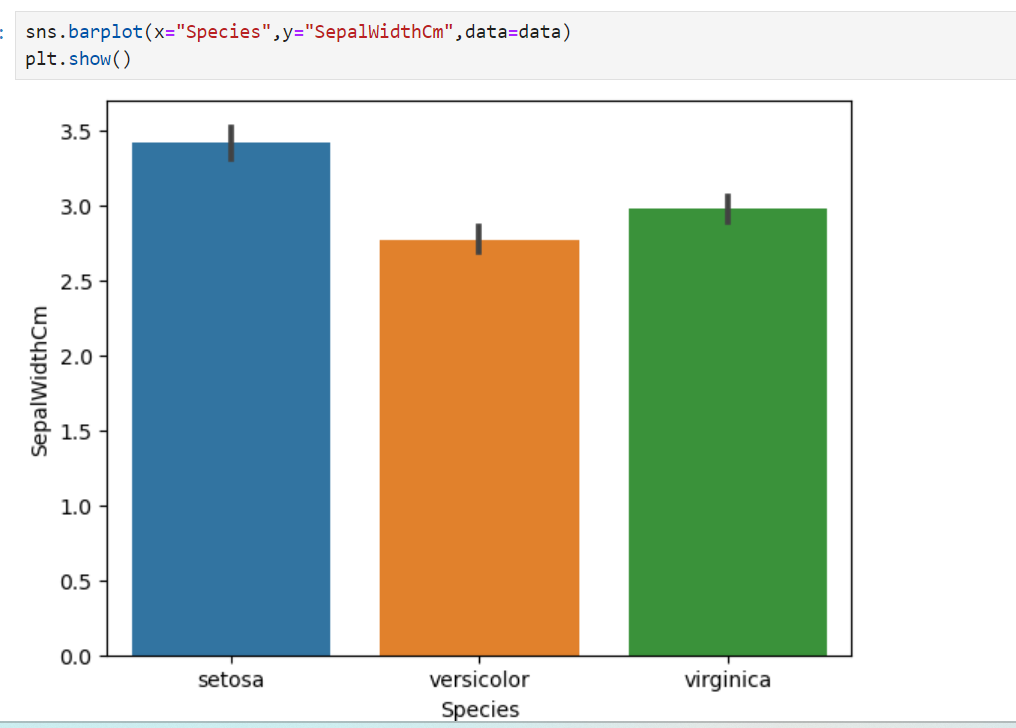 :
sns.barplot(x="Species",y="SepalWidthCm",data=data)
plt.show()
3.5
3.0
2.5
2.0
1.5
1.0
0.5
0.0
SepalWidthCm
setosa versicolor virginica
Species